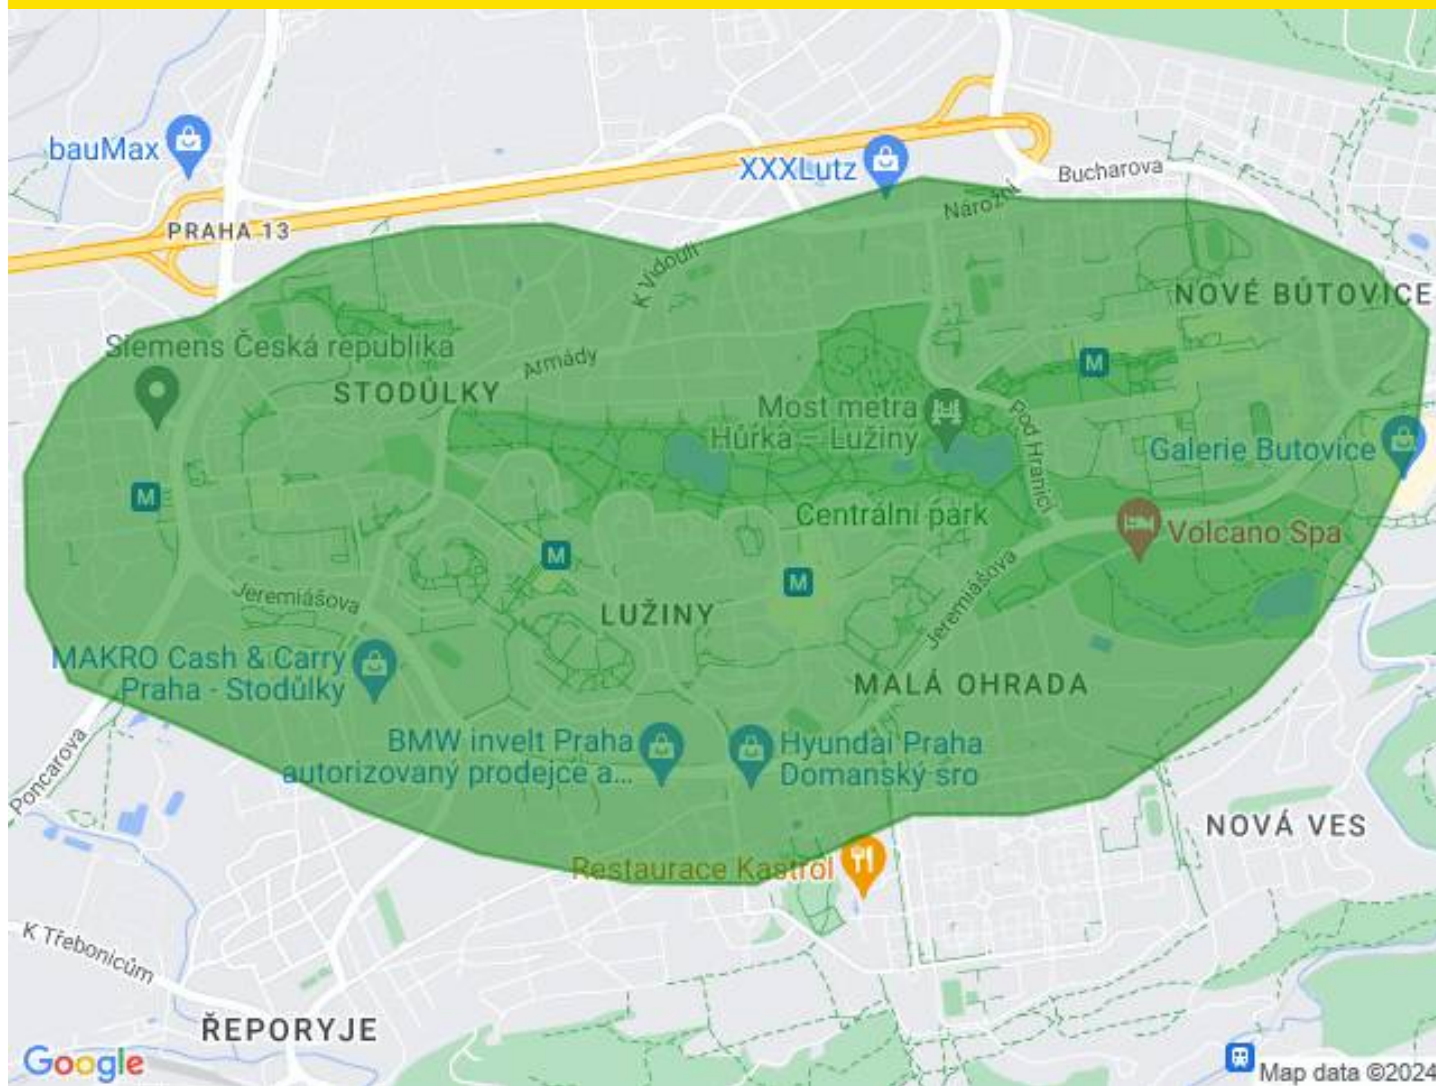 bauMax
XXXLutz
Bucharova
Nárožní
PRAHA 13
K Vidouli
NOVÉ BÚTOVICE
Siemens Česká republika
Armády
M
STODŮLKY
Most metra
Hůrka – Lužiny
Pod Hranicí
Galerie Butovice
M
Centrální park
Volcano Spa
M
M
Jeremiášova
LUŽINY
Jeremiášova
MAKRO Cash & Carry
Praha - Stodůlky
MALÁ OHRADA
BMW invelt Praha
autorizovaný prodejce a...
Hyundai Praha
Domanský sro
Poncarova
NOVÁ VES
Restaurace Kastrol
K Třebonicům
ŘEPORYJE
Google
Map data ©2024